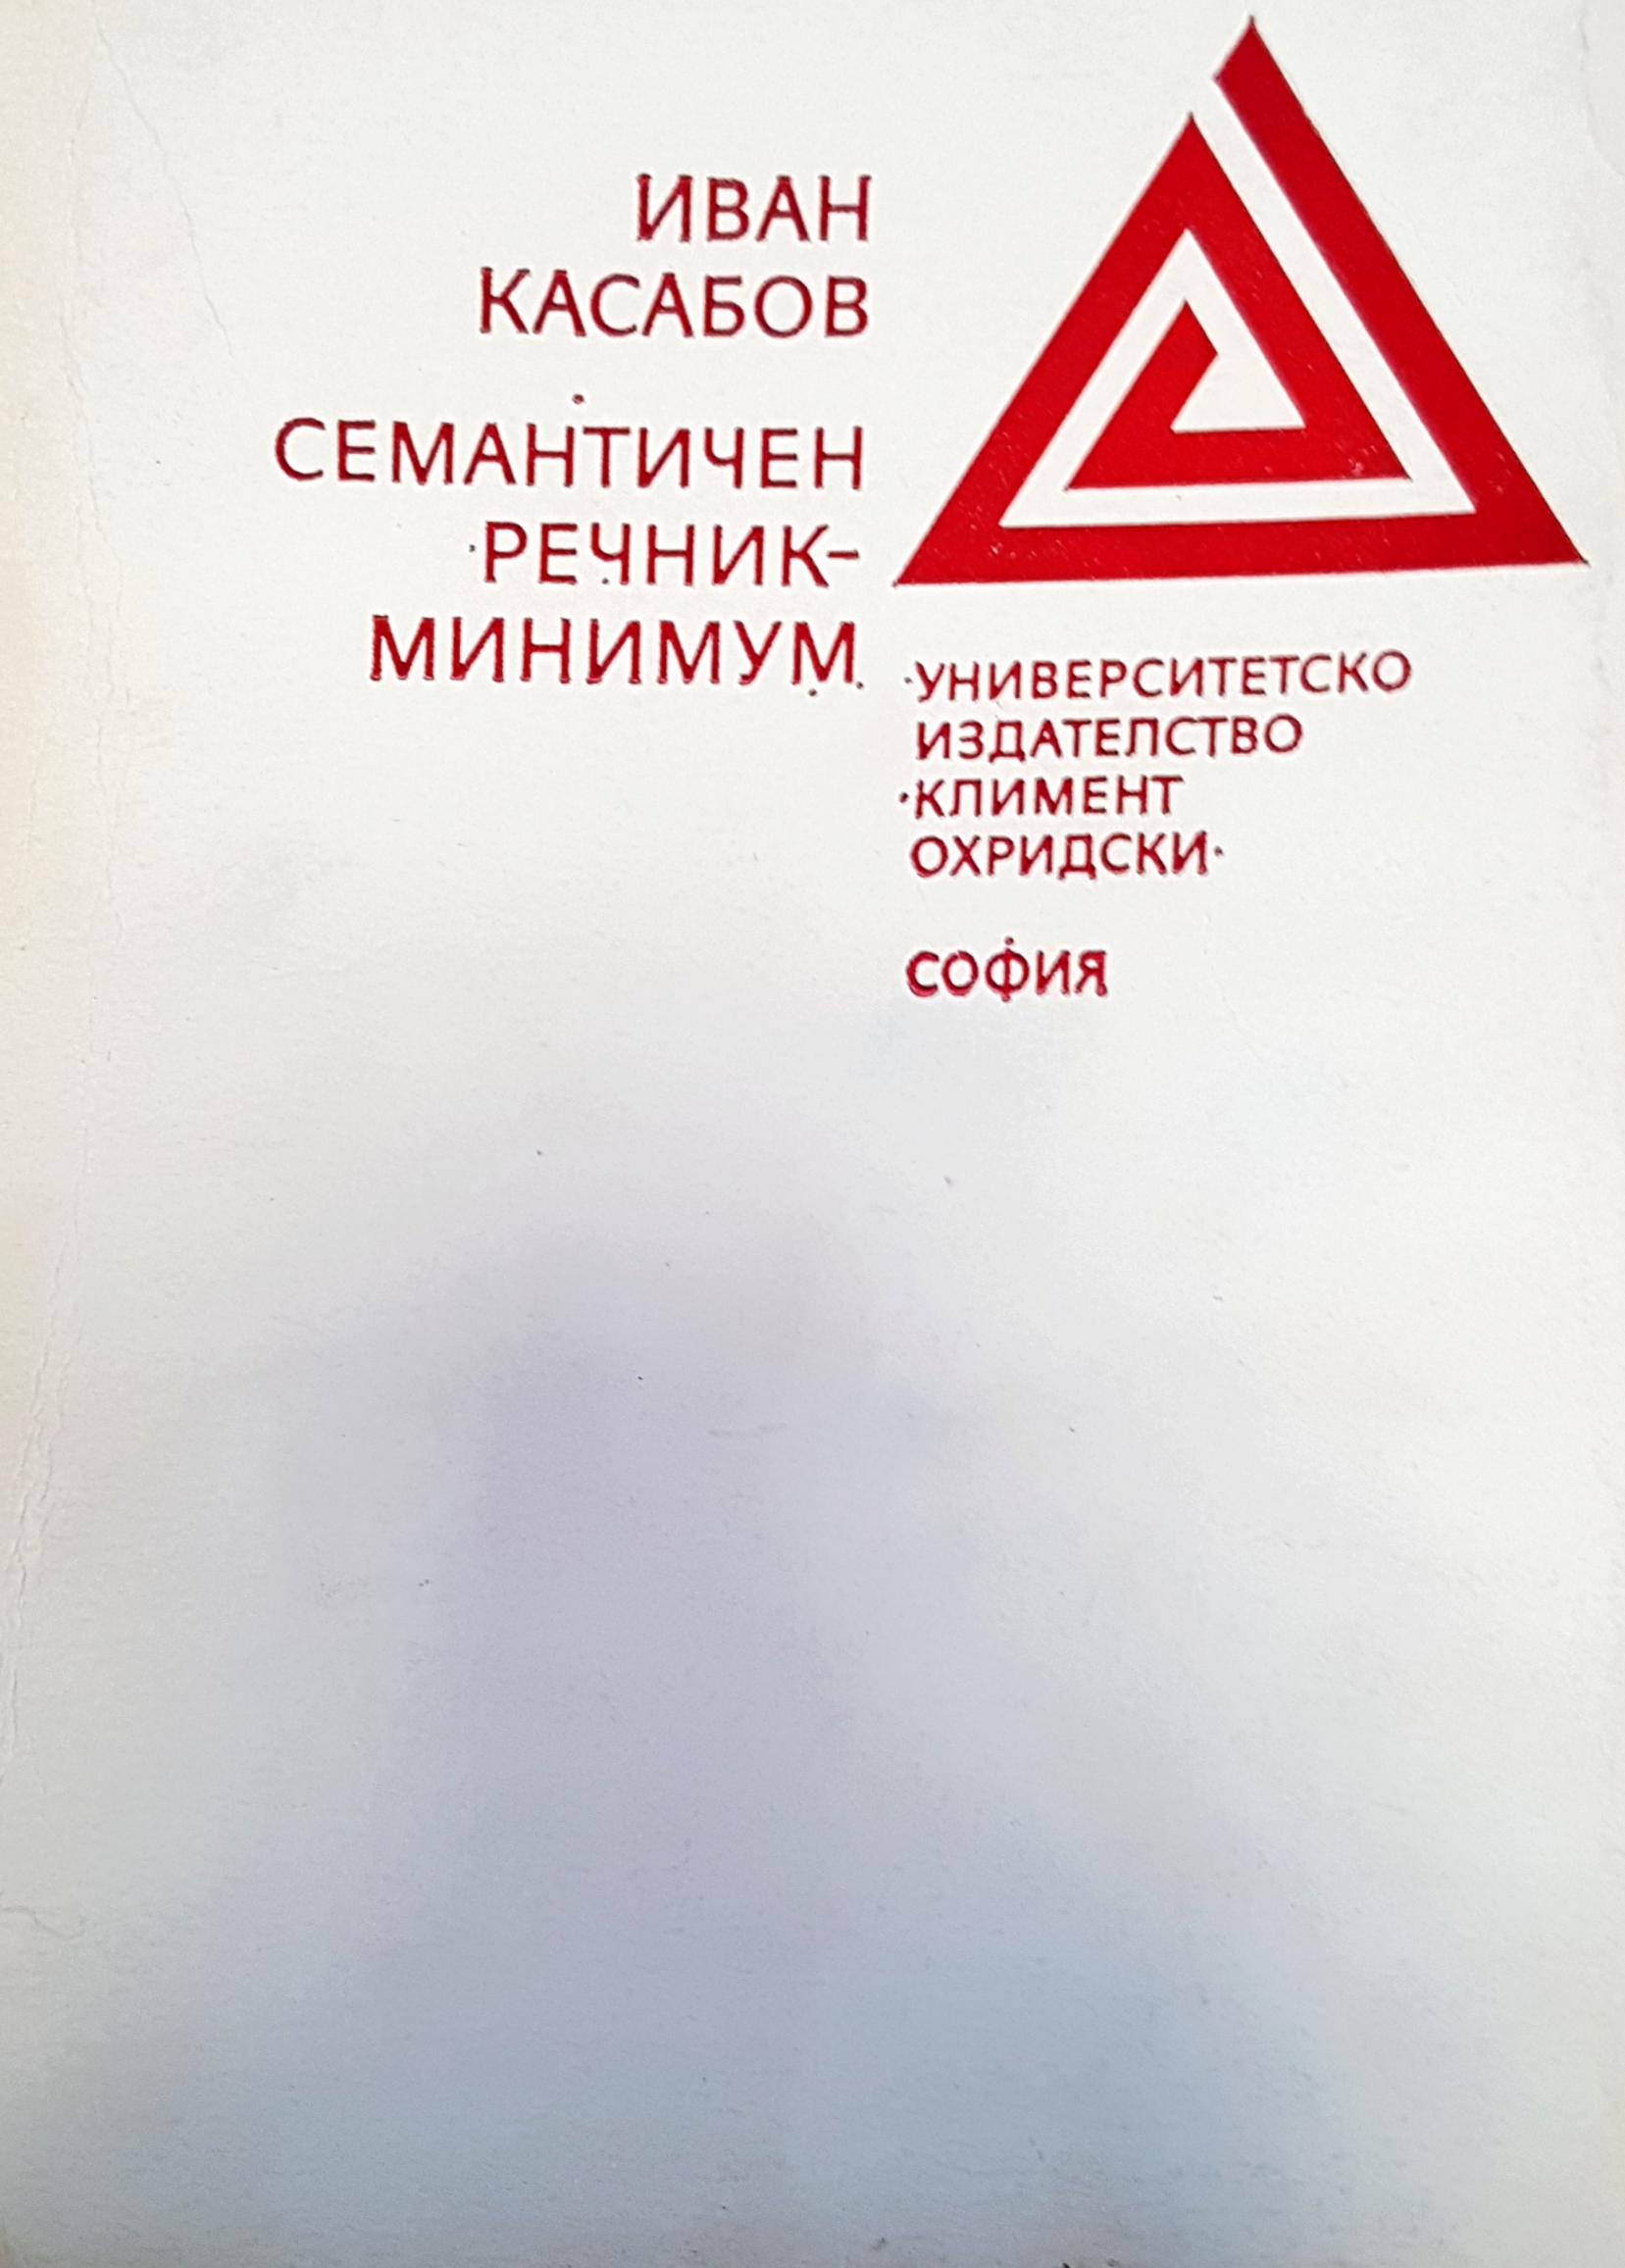 ИВАН
КАСАБОВ
СЕМАНТИЧЕН
РЕЧНИК-
МИНИМУМ
УНИВЕРСИТЕТСКО
ИЗДАТЕЛСТВО
·КЛИМЕНТ
ОХРИДСКИ·
СОФИЯ